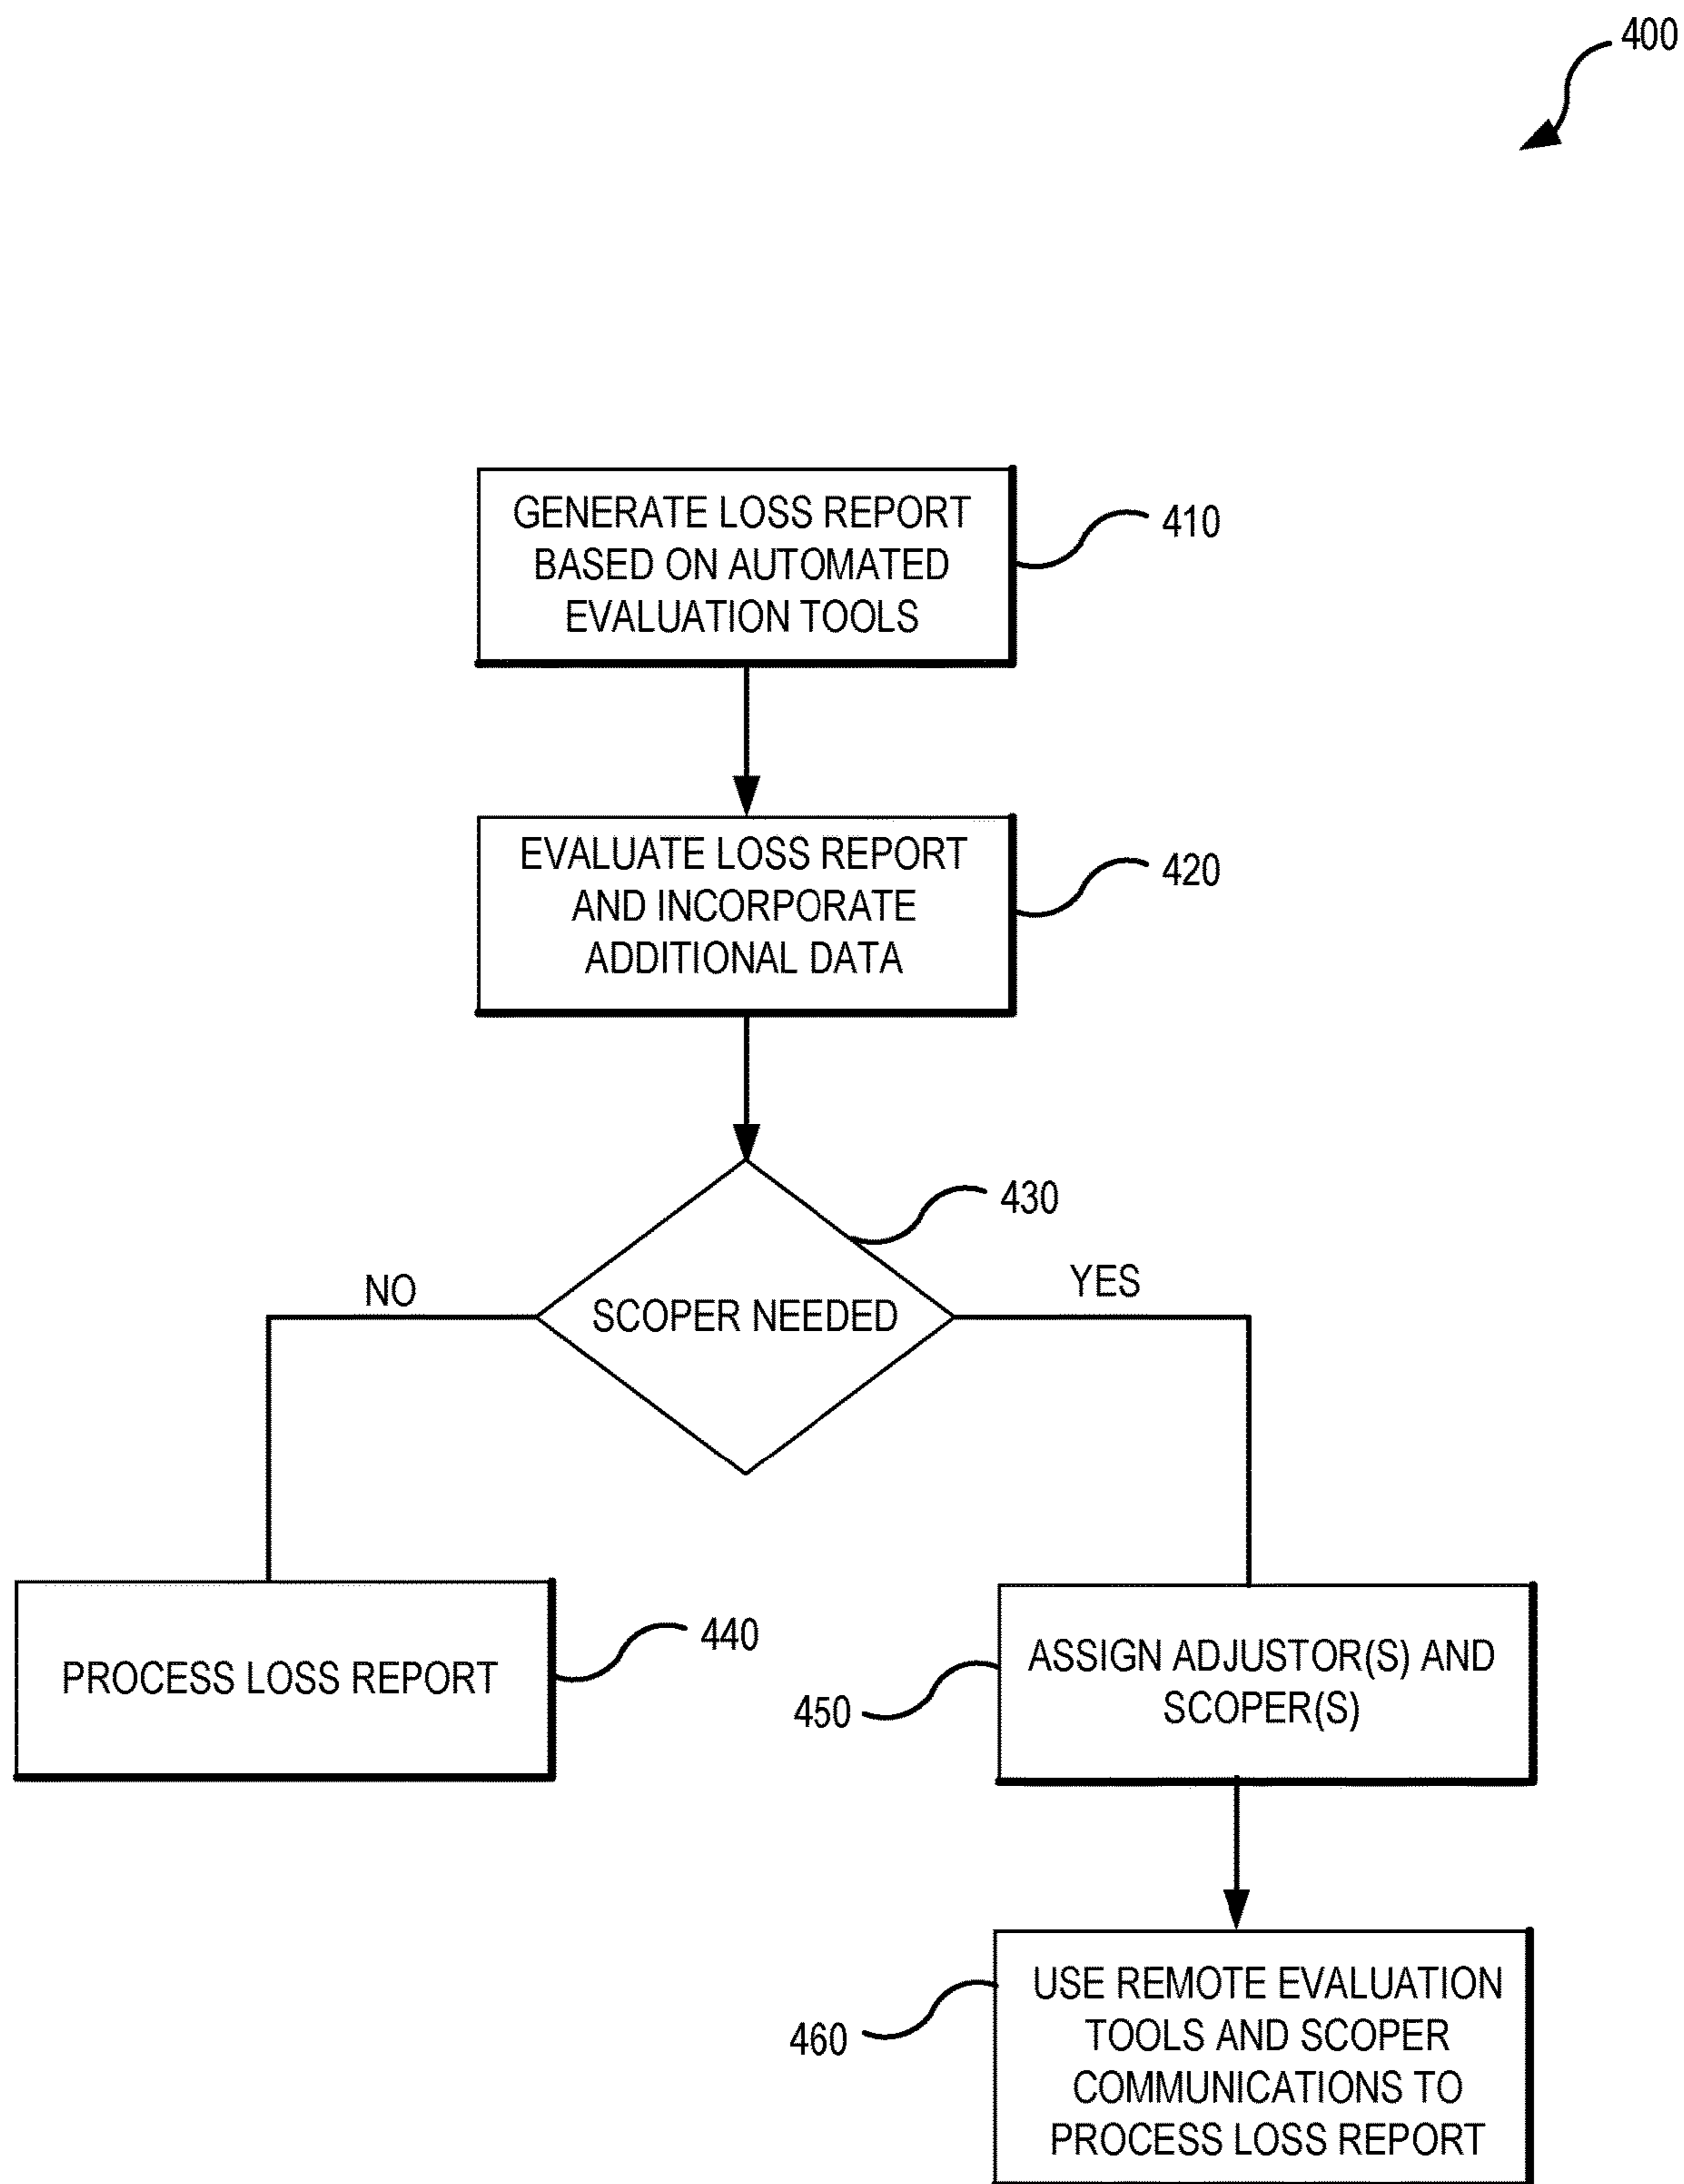 400
GENERATE LOSS REPORT
BASED ON AUTOMATED
EVALUATION TOOLS
410
EVALUATE LOSS REPORT
AND INCORPORATE
ADDITIONAL DATA
420
430
NO
YES
SCOPER NEEDED
PROCESS LOSS REPORT
440
450
ASSIGN ADJUSTOR(S) AND
SCOPER(S)
460
USE REMOTE EVALUATION
TOOLS AND SCOPER
COMMUNICATIONS TO
PROCESS LOSS REPORT